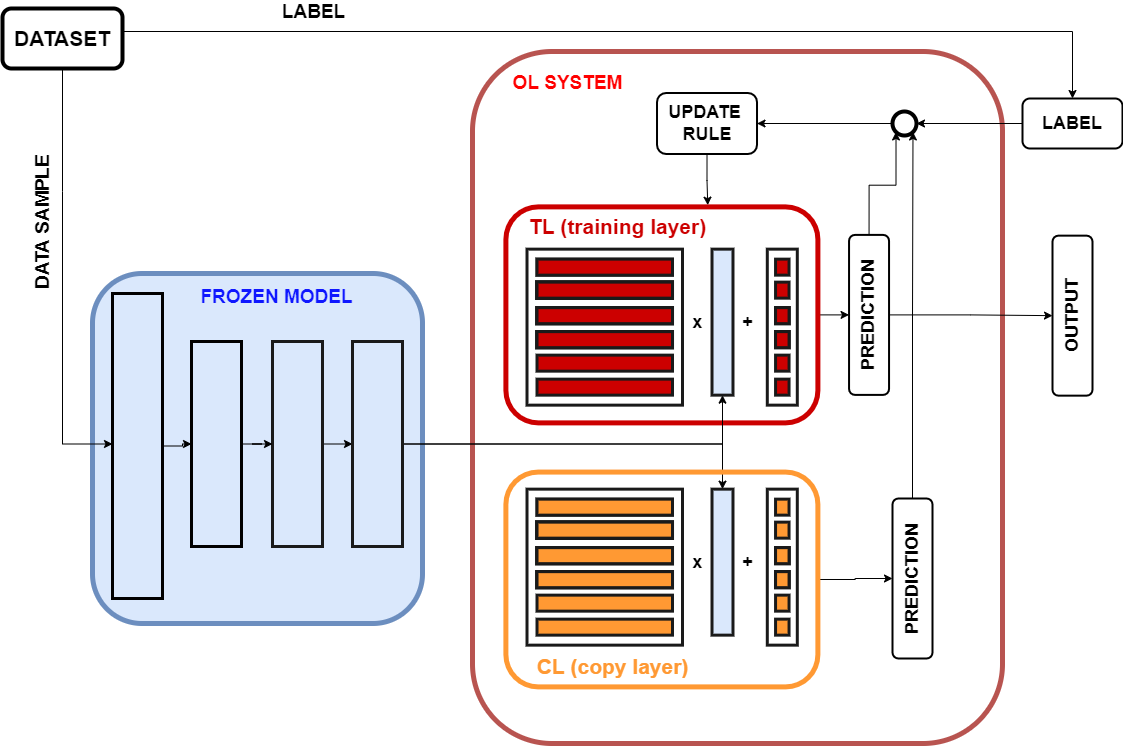 LABEL
DATASET
OL SYSTEM
UPDATE
RULE
LABEL
DATA SAMPLE
TL (training layer)
FROZEN MODEL
x
+
PREDICTION
OUTPUT
x
+
PREDICTION
CL (copy layer)